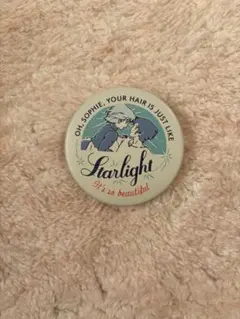 OH, SOPHIE, YOUR HAIR IS JUST LIKE
Starlight
It's so beautiful